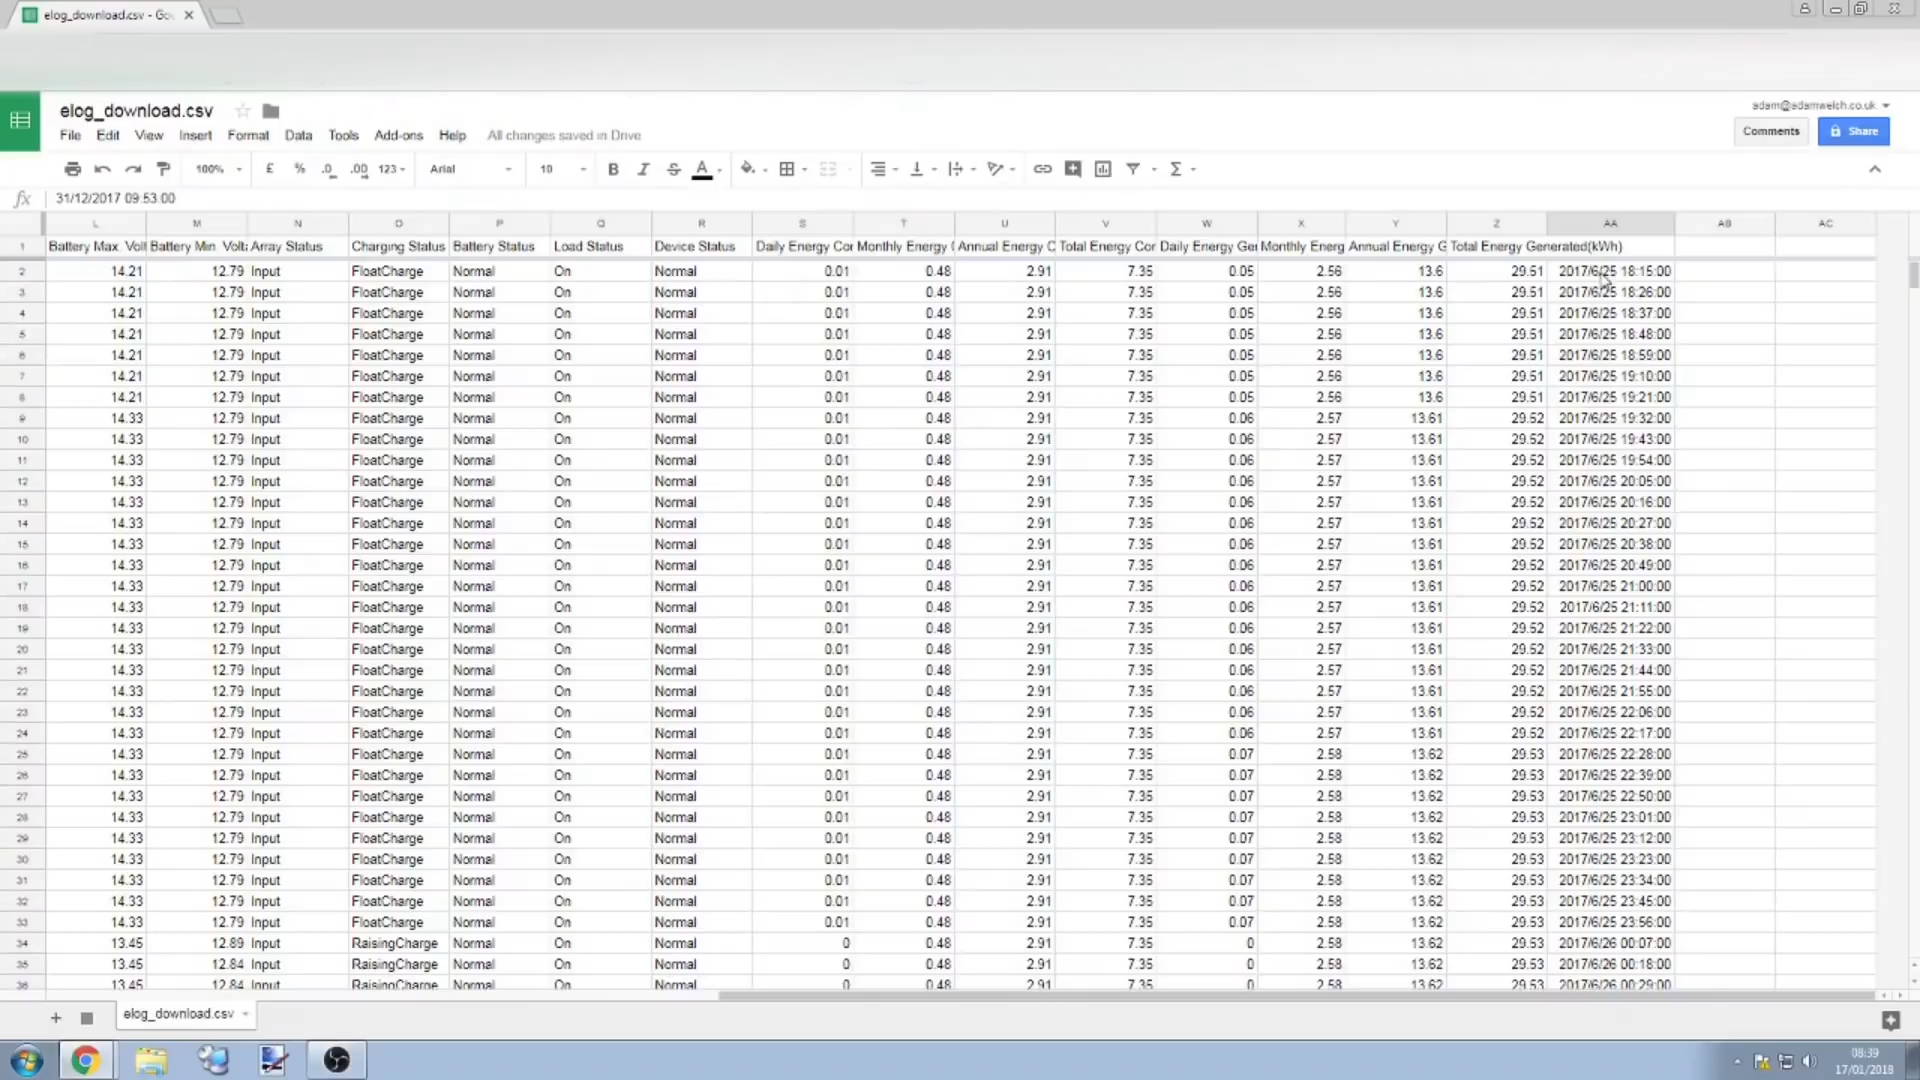 elog_download.csv - Go
elog_download.csv
adam@adamwelch.co.uk
File Edit View Insert Format Data Tools Add-ons Help All changes saved in Drive
Comments Share
100% £ % .0 .00 123 Arial 10 B I S A Σ
fx 31/12/2017 09:53:00
L M N O P Q R S T U V W X Y Z AA AB AC
1 Battery Max. Volt Battery Min. Volta Array Status Charging Status Battery Status Load Status Device Status Daily Energy Cor Monthly Energy ( Annual Energy C Total Energy Cor Daily Energy Gei Monthly Energ Annual Energy G Total Energy Generated(kWh)
2 14.21 12.79 Input FloatCharge Normal On Normal 0.01 0.48 2.91 7.35 0.05 2.56 13.6 29.51 2017/6/25 18:15:00
3 14.21 12.79 Input FloatCharge Normal On Normal 0.01 0.48 2.91 7.35 0.05 2.56 13.6 29.51 2017/6/25 18:26:00
4 14.21 12.79 Input FloatCharge Normal On Normal 0.01 0.48 2.91 7.35 0.05 2.56 13.6 29.51 2017/6/25 18:37:00
5 14.21 12.79 Input FloatCharge Normal On Normal 0.01 0.48 2.91 7.35 0.05 2.56 13.6 29.51 2017/6/25 18:48:00
6 14.21 12.79 Input FloatCharge Normal On Normal 0.01 0.48 2.91 7.35 0.05 2.56 13.6 29.51 2017/6/25 18:59:00
7 14.21 12.79 Input FloatCharge Normal On Normal 0.01 0.48 2.91 7.35 0.05 2.56 13.6 29.51 2017/6/25 19:10:00
8 14.21 12.79 Input FloatCharge Normal On Normal 0.01 0.48 2.91 7.35 0.05 2.56 13.6 29.51 2017/6/25 19:21:00
9 14.33 12.79 Input FloatCharge Normal On Normal 0.01 0.48 2.91 7.35 0.06 2.57 13.61 29.52 2017/6/25 19:32:00
10 14.33 12.79 Input FloatCharge Normal On Normal 0.01 0.48 2.91 7.35 0.06 2.57 13.61 29.52 2017/6/25 19:43:00
11 14.33 12.79 Input FloatCharge Normal On Normal 0.01 0.48 2.91 7.35 0.06 2.57 13.61 29.52 2017/6/25 19:54:00
12 14.33 12.79 Input FloatCharge Normal On Normal 0.01 0.48 2.91 7.35 0.06 2.57 13.61 29.52 2017/6/25 20:05:00
13 14.33 12.79 Input FloatCharge Normal On Normal 0.01 0.48 2.91 7.35 0.06 2.57 13.61 29.52 2017/6/25 20:16:00
14 14.33 12.79 Input FloatCharge Normal On Normal 0.01 0.48 2.91 7.35 0.06 2.57 13.61 29.52 2017/6/25 20:27:00
15 14.33 12.79 Input FloatCharge Normal On Normal 0.01 0.48 2.91 7.35 0.06 2.57 13.61 29.52 2017/6/25 20:38:00
16 14.33 12.79 Input FloatCharge Normal On Normal 0.01 0.48 2.91 7.35 0.06 2.57 13.61 29.52 2017/6/25 20:49:00
17 14.33 12.79 Input FloatCharge Normal On Normal 0.01 0.48 2.91 7.35 0.06 2.57 13.61 29.52 2017/6/25 21:00:00
18 14.33 12.79 Input FloatCharge Normal On Normal 0.01 0.48 2.91 7.35 0.06 2.57 13.61 29.52 2017/6/25 21:11:00
19 14.33 12.79 Input FloatCharge Normal On Normal 0.01 0.48 2.91 7.35 0.06 2.57 13.61 29.52 2017/6/25 21:22:00
20 14.33 12.79 Input FloatCharge Normal On Normal 0.01 0.48 2.91 7.35 0.06 2.57 13.61 29.52 2017/6/25 21:33:00
21 14.33 12.79 Input FloatCharge Normal On Normal 0.01 0.48 2.91 7.35 0.06 2.57 13.61 29.52 2017/6/25 21:44:00
22 14.33 12.79 Input FloatCharge Normal On Normal 0.01 0.48 2.91 7.35 0.06 2.57 13.61 29.52 2017/6/25 21:55:00
23 14.33 12.79 Input FloatCharge Normal On Normal 0.01 0.48 2.91 7.35 0.06 2.57 13.61 29.52 2017/6/25 22:06:00
24 14.33 12.79 Input FloatCharge Normal On Normal 0.01 0.48 2.91 7.35 0.06 2.57 13.61 29.52 2017/6/25 22:17:00
25 14.33 12.79 Input FloatCharge Normal On Normal 0.01 0.48 2.91 7.35 0.07 2.58 13.62 29.53 2017/6/25 22:28:00
26 14.33 12.79 Input FloatCharge Normal On Normal 0.01 0.48 2.91 7.35 0.07 2.58 13.62 29.53 2017/6/25 22:39:00
27 14.33 12.79 Input FloatCharge Normal On Normal 0.01 0.48 2.91 7.35 0.07 2.58 13.62 29.53 2017/6/25 22:50:00
28 14.33 12.79 Input FloatCharge Normal On Normal 0.01 0.48 2.91 7.35 0.07 2.58 13.62 29.53 2017/6/25 23:01:00
29 14.33 12.79 Input FloatCharge Normal On Normal 0.01 0.48 2.91 7.35 0.07 2.58 13.62 29.53 2017/6/25 23:12:00
30 14.33 12.79 Input FloatCharge Normal On Normal 0.01 0.48 2.91 7.35 0.07 2.58 13.62 29.53 2017/6/25 23:23:00
31 14.33 12.79 Input FloatCharge Normal On Normal 0.01 0.48 2.91 7.35 0.07 2.58 13.62 29.53 2017/6/25 23:34:00
32 14.33 12.79 Input FloatCharge Normal On Normal 0.01 0.48 2.91 7.35 0.07 2.58 13.62 29.53 2017/6/25 23:45:00
33 14.33 12.79 Input FloatCharge Normal On Normal 0.01 0.48 2.91 7.35 0.07 2.58 13.62 29.53 2017/6/25 23:56:00
34 13.45 12.89 Input RaisingCharge Normal On Normal 0 0.48 2.91 7.35 0 2.58 13.62 29.53 2017/6/26 00:07:00
35 13.45 12.84 Input RaisingCharge Normal On Normal 0 0.48 2.91 7.35 0 2.58 13.62 29.53 2017/6/26 00:18:00
36 13.45 12.84 Input RaisingCharge Normal On Normal 0 0.48 2.91 7.35 0 2.58 13.62 29.53 2017/6/26 00:29:00
elog_download.csv
08:39
17/01/2018